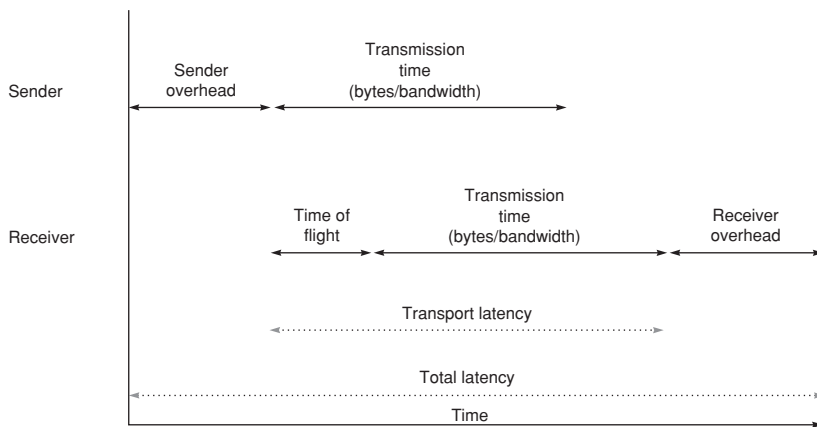 Sender
Sender
overhead
Transmission
time
(bytes/bandwidth)
Receiver
Time of
flight
Transmission
time
(bytes/bandwidth)
Receiver
overhead
Transport latency
Total latency
Time